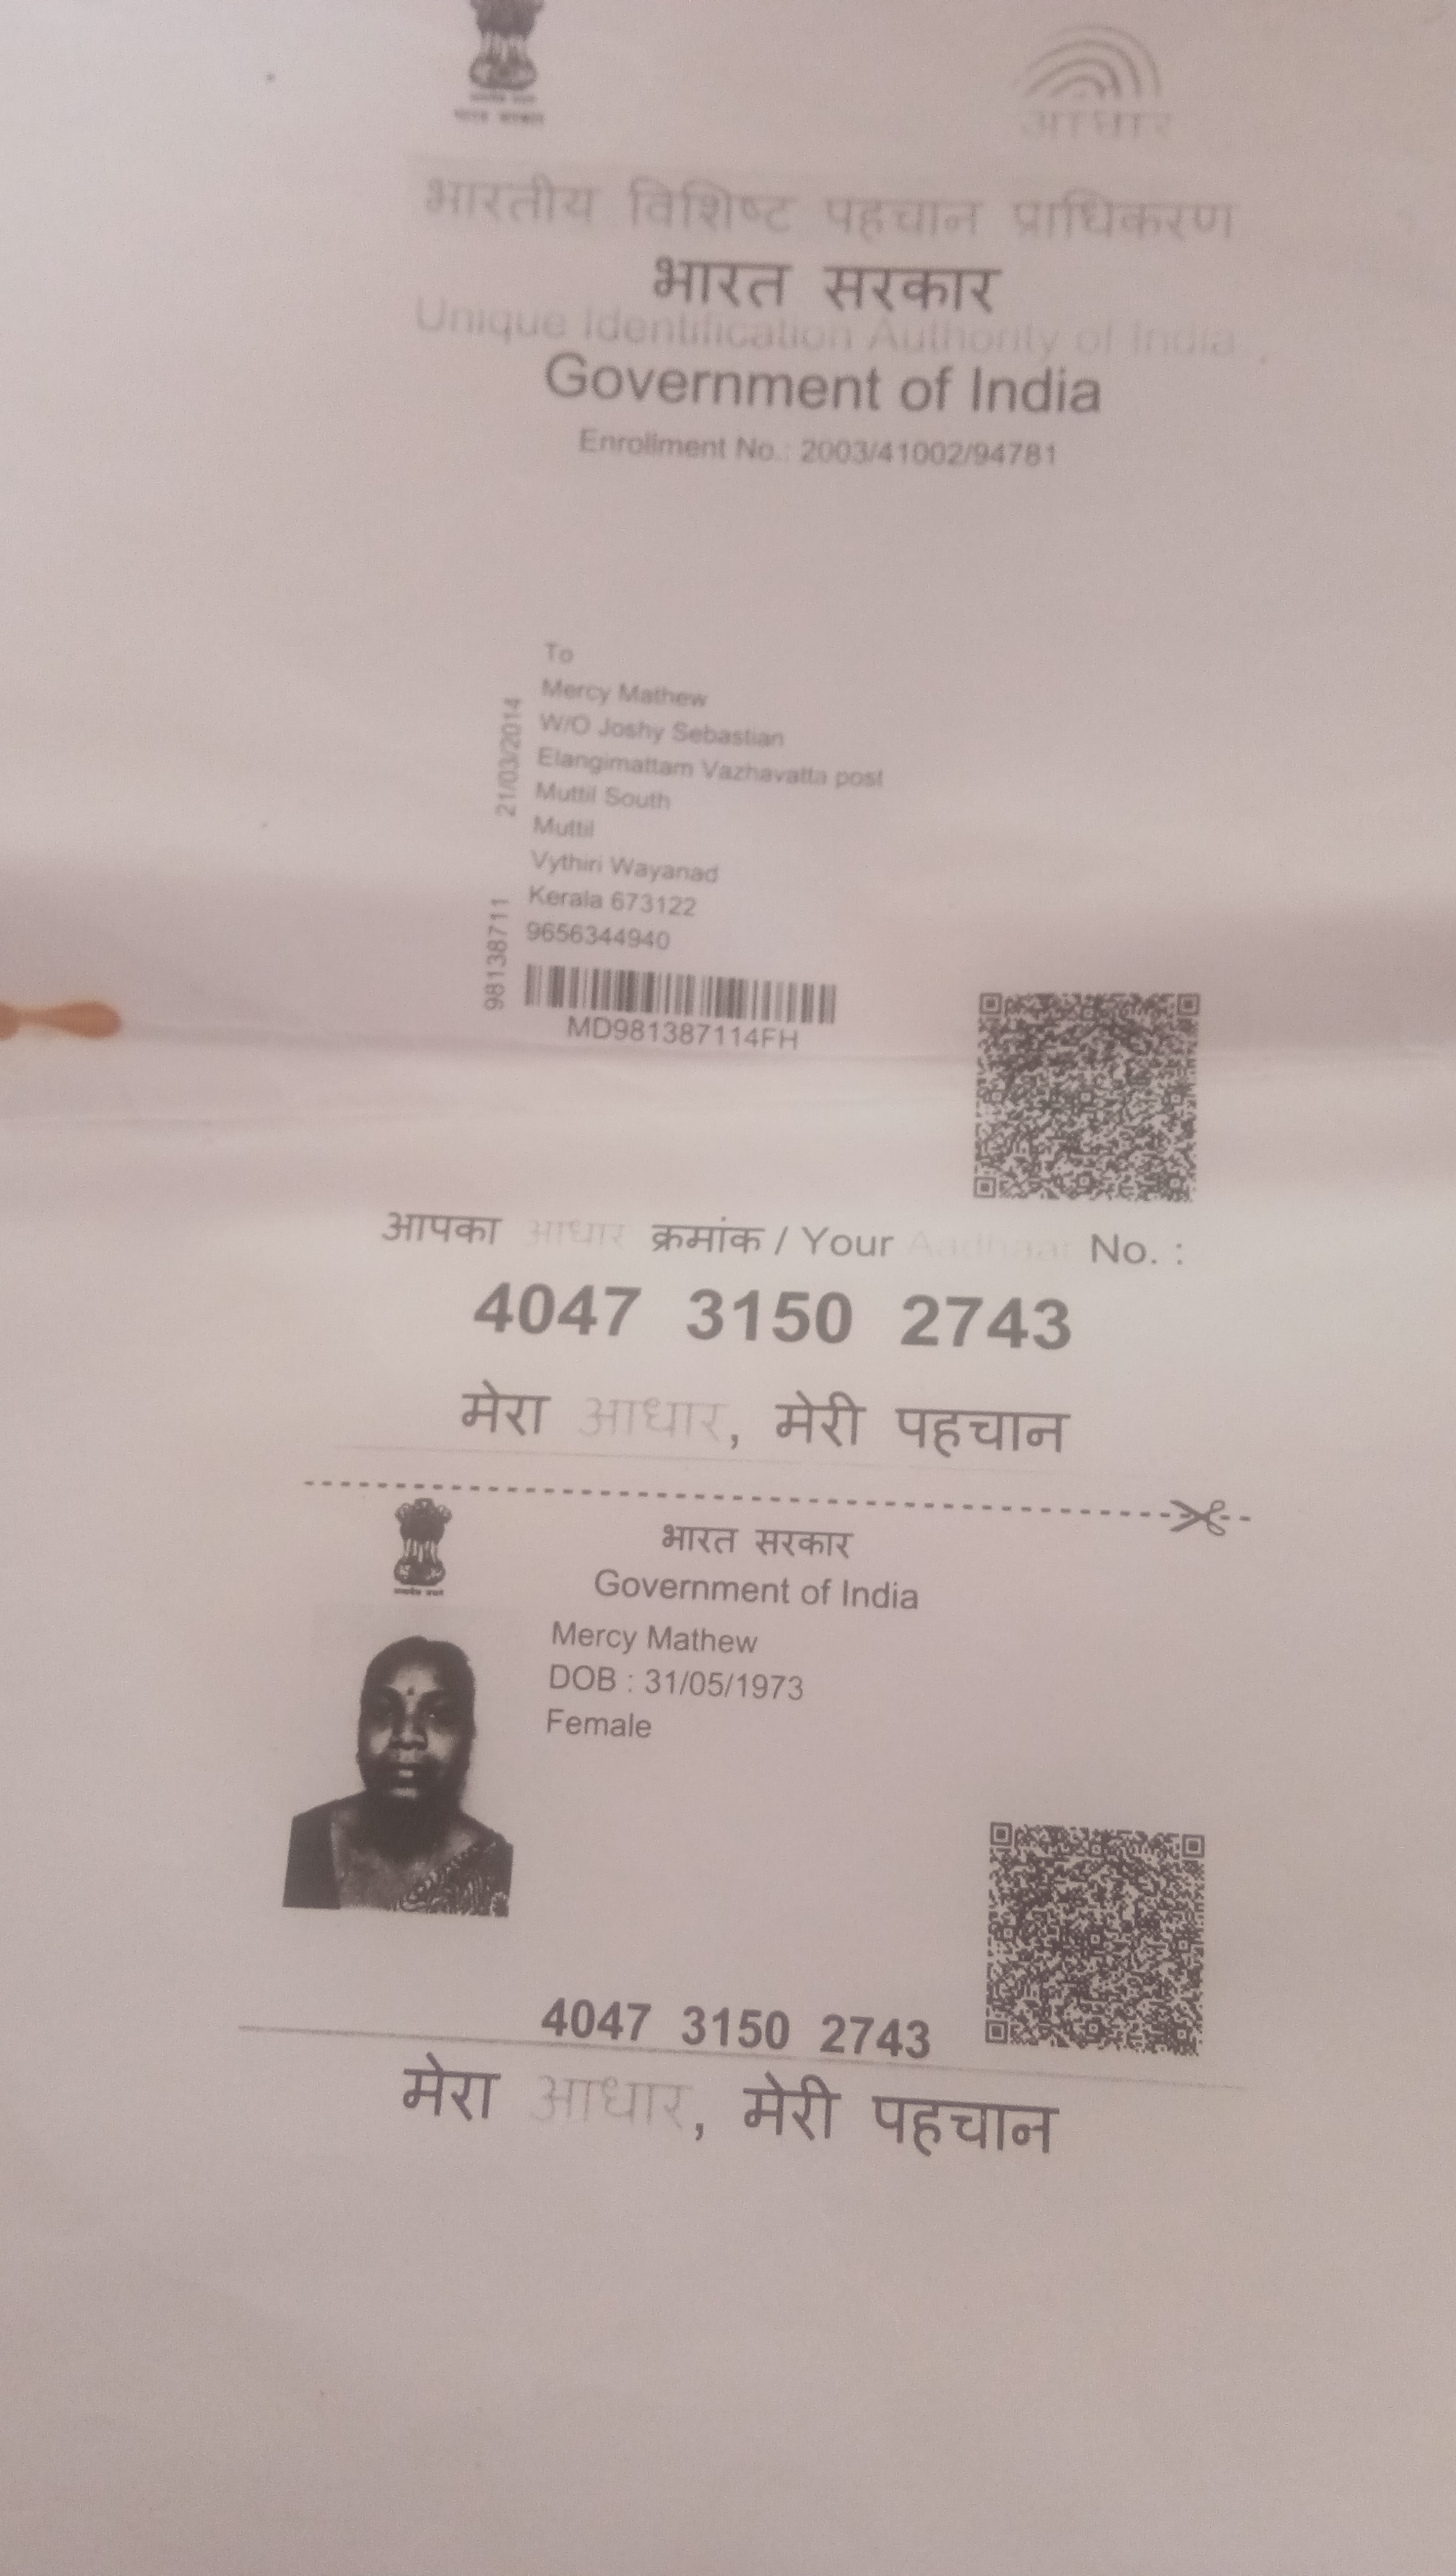 भारत सरकार
आधार
भारतीय विशिष्ट पहचान प्राधिकरण
भारत सरकार
Unique Identification Authority of India
Government of India
Enrollment No.: 2003/41002/94781
To
Mercy Mathew
W/O Joshy Sebastian
Elangimattam Vazhavatta post
Muttil South
Muttil
Vythiri Wayanad
Kerala 673122
9656344940
21/03/2014
98138711
MD981387114FH
आपका आधार क्रमांक / Your Aadhaar No. :
4047 3150 2743
मेरा आधार, मेरी पहचान
भारत सरकार
Government of India
Mercy Mathew
DOB : 31/05/1973
Female
4047 3150 2743
मेरा आधार, मेरी पहचान